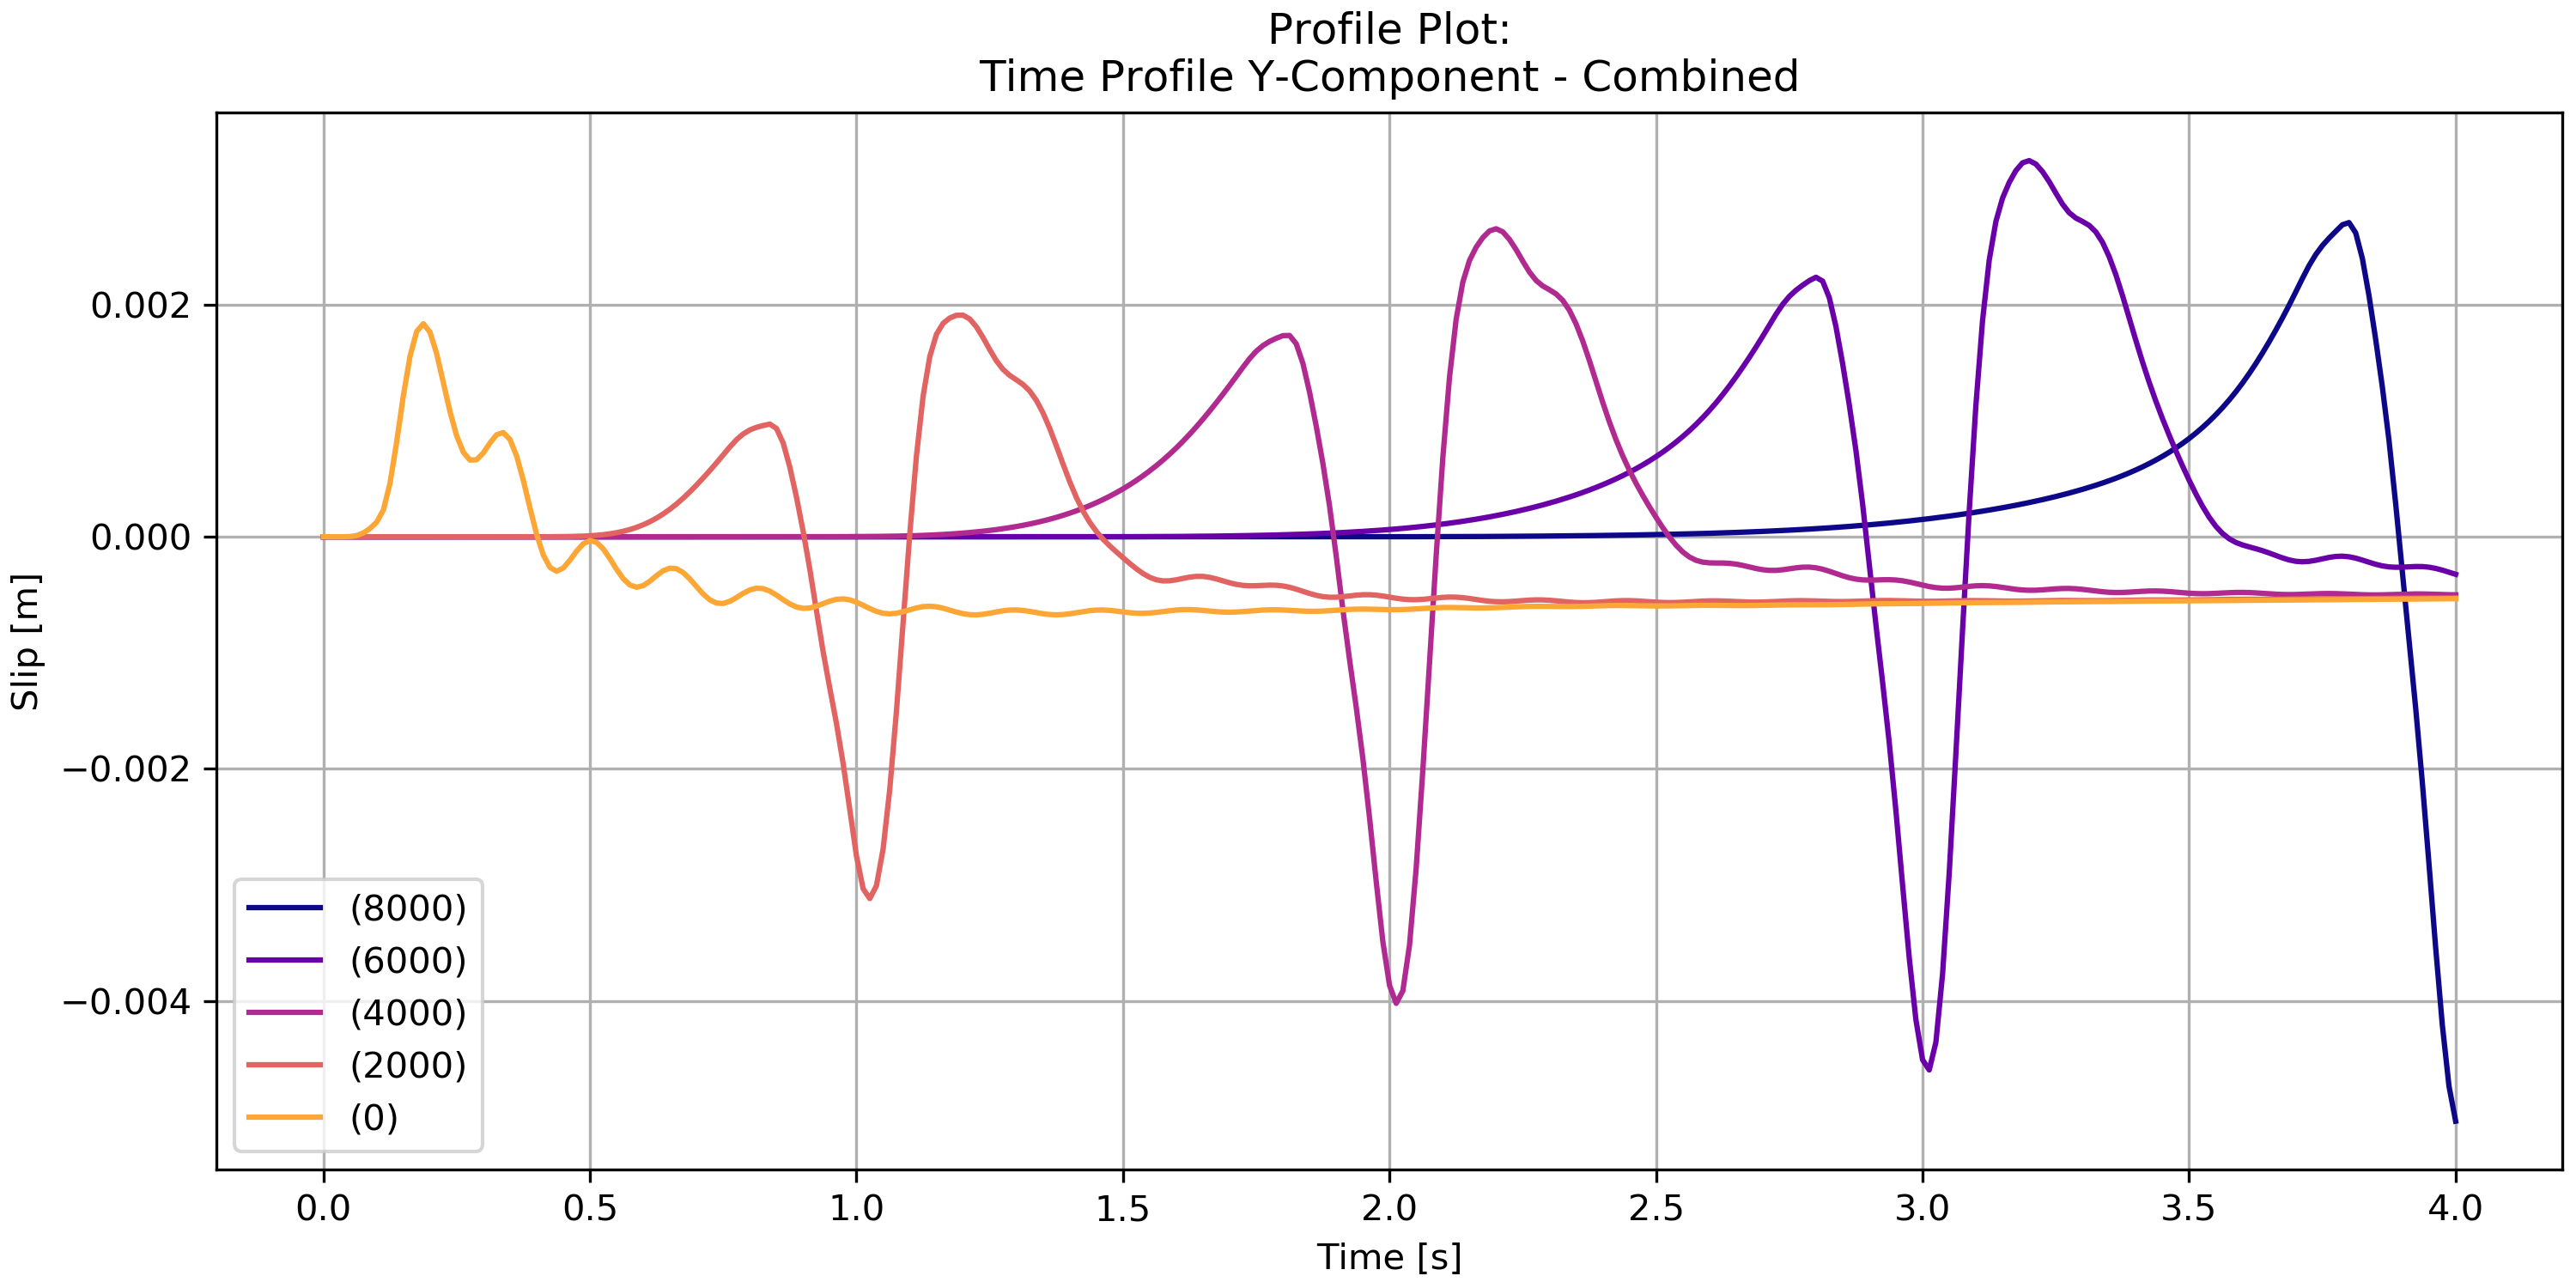 Profile Plot:
Time Profile Y-Component - Combined
Slip [m]
0.002
0.000
−0.002
−0.004
(8000)
(6000)
(4000)
(2000)
(0)
0.0 0.5 1.0 1.5 2.0 2.5 3.0 3.5 4.0
Time [s]